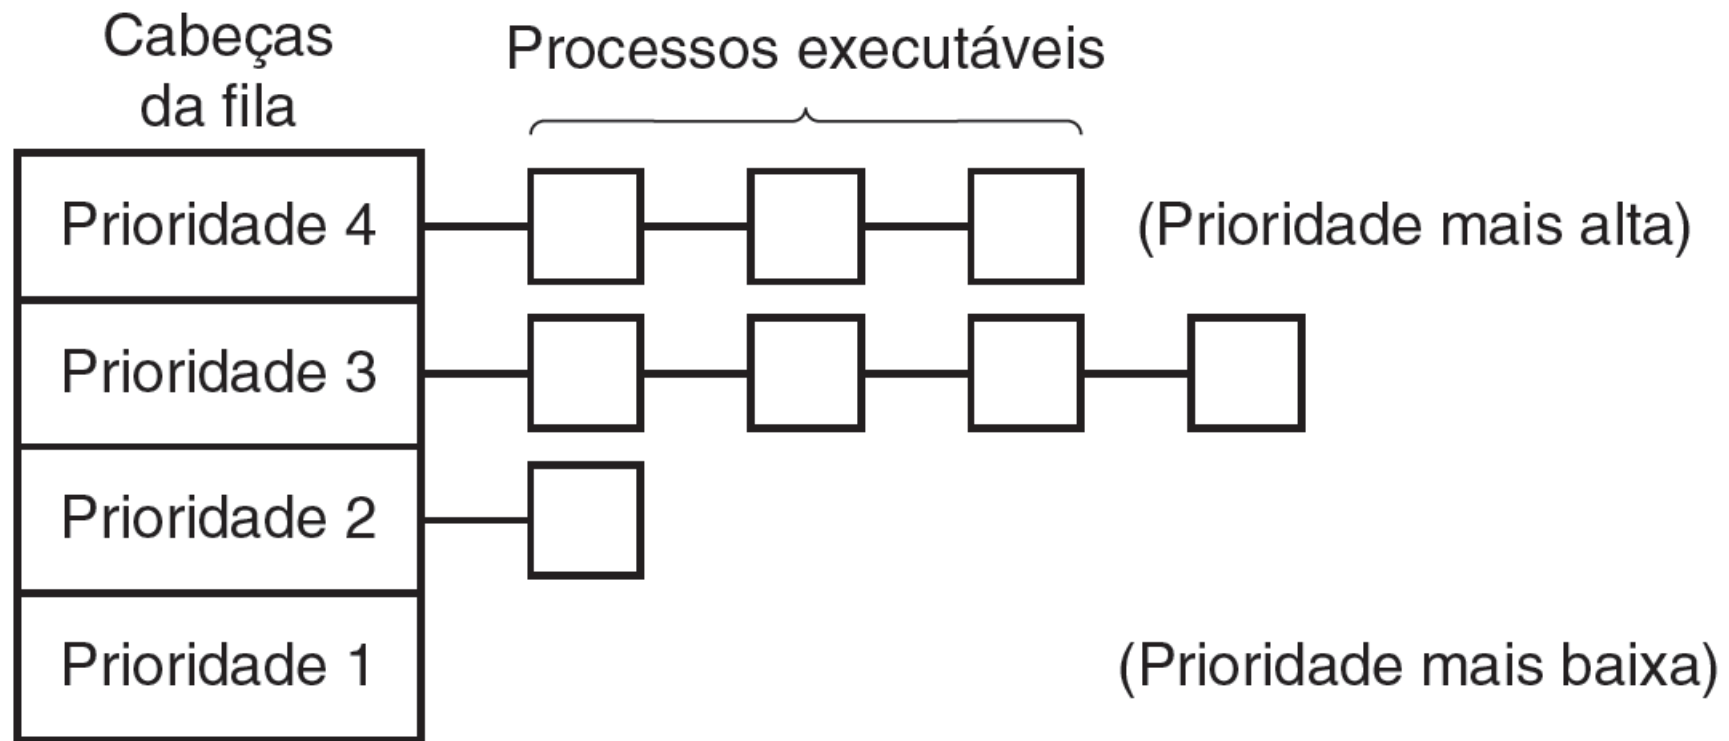 Cabeças
da fila
Processos executáveis
Prioridade 4
(Prioridade mais alta)
Prioridade 3
Prioridade 2
Prioridade 1
(Prioridade mais baixa)